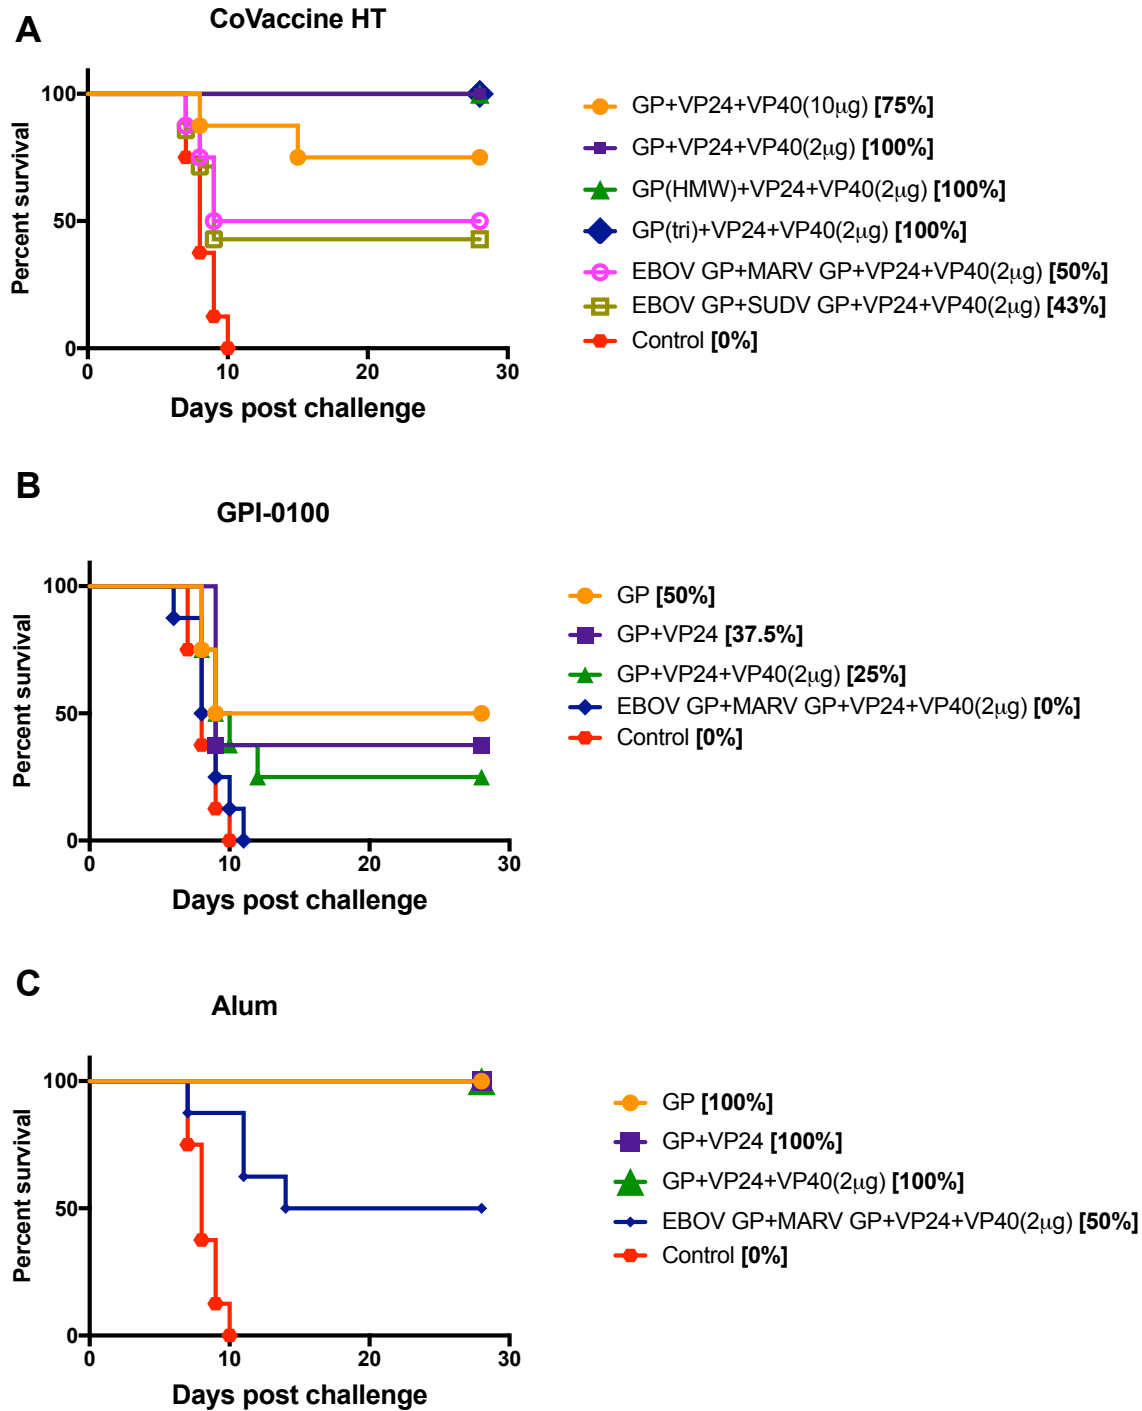 A
CoVaccine HT
Percent survival
100
50
0
0 10 20 30
Days post challenge
GP+VP24+VP40(10μg) [75%]
GP+VP24+VP40(2μg) [100%]
GP(HMW)+VP24+VP40(2μg) [100%]
GP(tri)+VP24+VP40(2μg) [100%]
EBOV GP+MARV GP+VP24+VP40(2μg) [50%]
EBOV GP+SUDV GP+VP24+VP40(2μg) [43%]
Control [0%]
B
GPI-0100
Percent survival
100
50
0
0 10 20 30
Days post challenge
GP [50%]
GP+VP24 [37.5%]
GP+VP24+VP40(2μg) [25%]
EBOV GP+MARV GP+VP24+VP40(2μg) [0%]
Control [0%]
C
Alum
Percent survival
100
50
0
0 10 20 30
Days post challenge
GP [100%]
GP+VP24 [100%]
GP+VP24+VP40(2μg) [100%]
EBOV GP+MARV GP+VP24+VP40(2μg) [50%]
Control [0%]